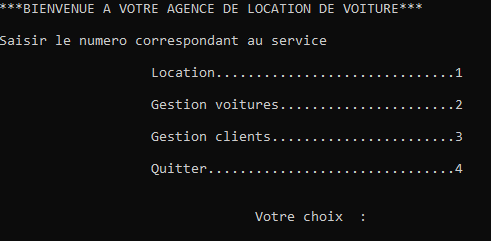 ***BIENVENUE A VOTRE AGENCE DE LOCATION DE VOITURE***
Saisir le numero correspondant au service
Location..............................1
Gestion voitures......................2
Gestion clients.......................3
Quitter...............................4
Votre choix  :